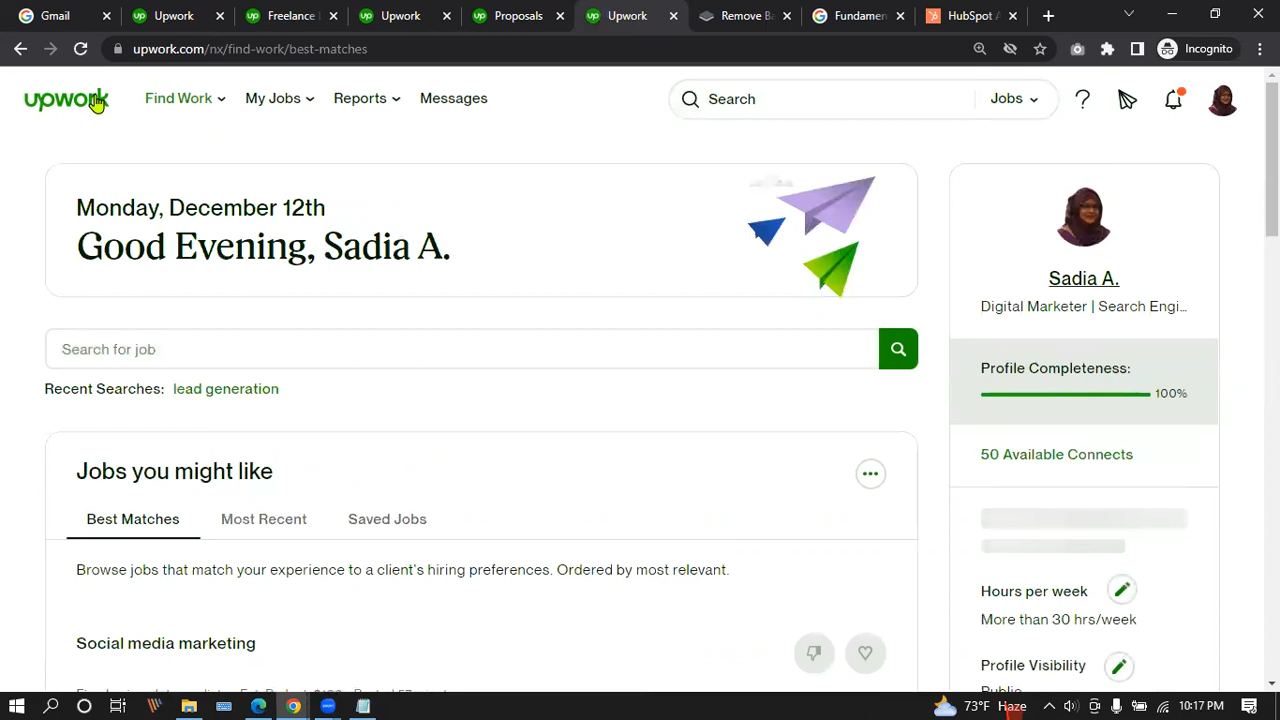 Gmail
Upwork
Freelance
Upwork
Proposals
Upwork
Remove Ba
Fundamen
HubSpot A
upwork.com/nx/find-work/best-matches
Incognito
upwork
Find Work
My Jobs
Reports
Messages
Search
Jobs
Monday, December 12th
Good Evening, Sadia A.
Search for job
Recent Searches: lead generation
Jobs you might like
Best Matches
Most Recent
Saved Jobs
Browse jobs that match your experience to a client's hiring preferences. Ordered by most relevant.
Social media marketing
Sadia A.
Digital Marketer | Search Engi...
Profile Completeness:
100%
50 Available Connects
Hours per week
More than 30 hrs/week
Profile Visibility
Public
73°F Haze
10:17 PM